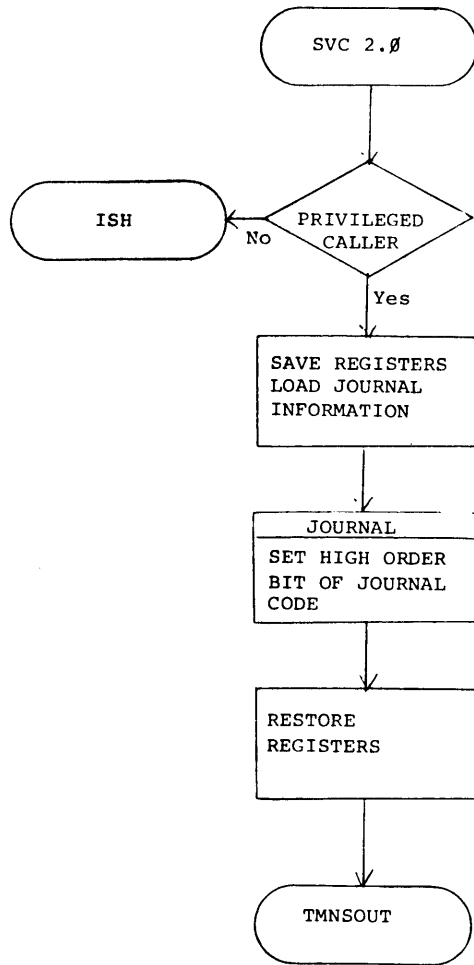 SVC 2.Ø
PRIVILEGED
CALLER
ISH
No
Yes
SAVE REGISTERS
LOAD JOURNAL
INFORMATION
JOURNAL
SET HIGH ORDER
BIT OF JOURNAL
CODE
RESTORE
REGISTERS
TMNSOUT